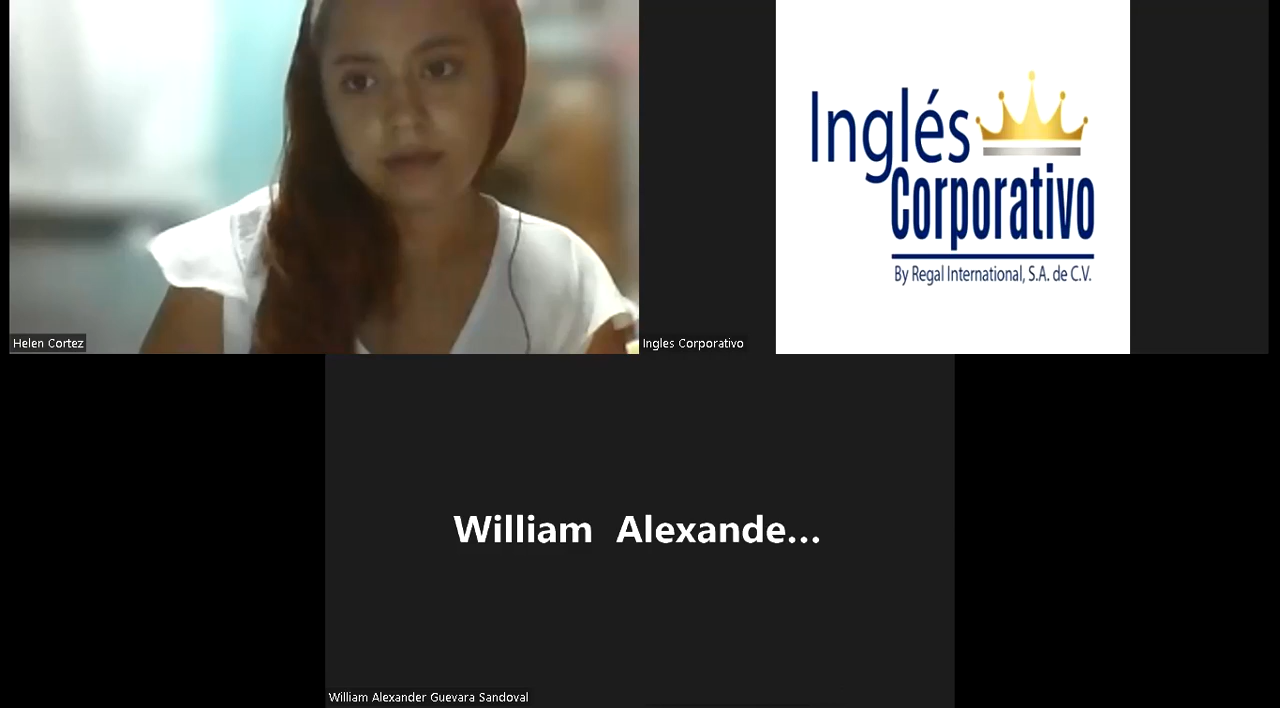 Inglés
Corporativo
By Regal International, S.A. de C.V.
Helen Cortez
Ingles Corporativo
William Alexande...
William Alexander Guevara Sandoval